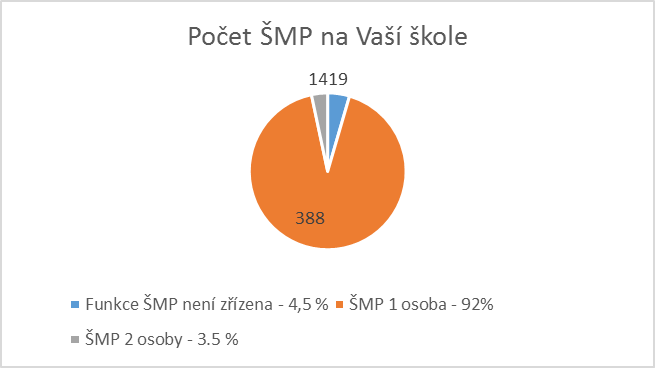 Počet ŠMP na Vaší škole
1419
388
Funkce ŠMP není zřízena - 4,5 % ŠMP 1 osoba - 92%
ŠMP 2 osoby - 3.5 %